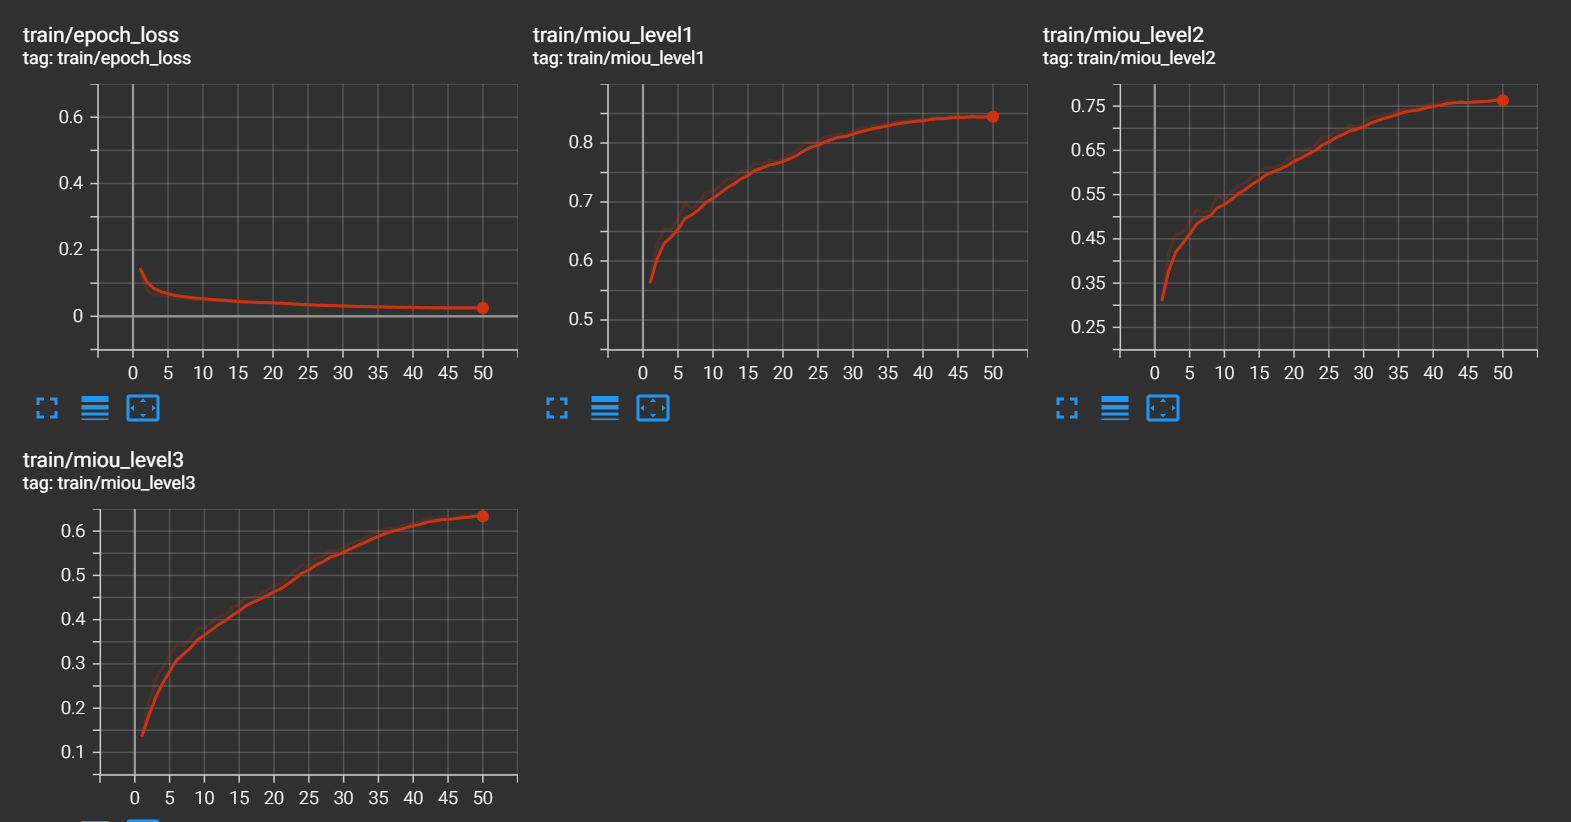 train/epoch_loss
tag: train/epoch_loss
0.6
0.4
0.2
0
0 5 10 15 20 25 30 35 40 45 50
train/miou_level1
tag: train/miou_level1
0.8
0.7
0.6
0.5
0 5 10 15 20 25 30 35 40 45 50
train/miou_level2
tag: train/miou_level2
0.75
0.65
0.55
0.45
0.35
0.25
0 5 10 15 20 25 30 35 40 45 50
train/miou_level3
tag: train/miou_level3
0.6
0.5
0.4
0.3
0.2
0.1
0 5 10 15 20 25 30 35 40 45 50